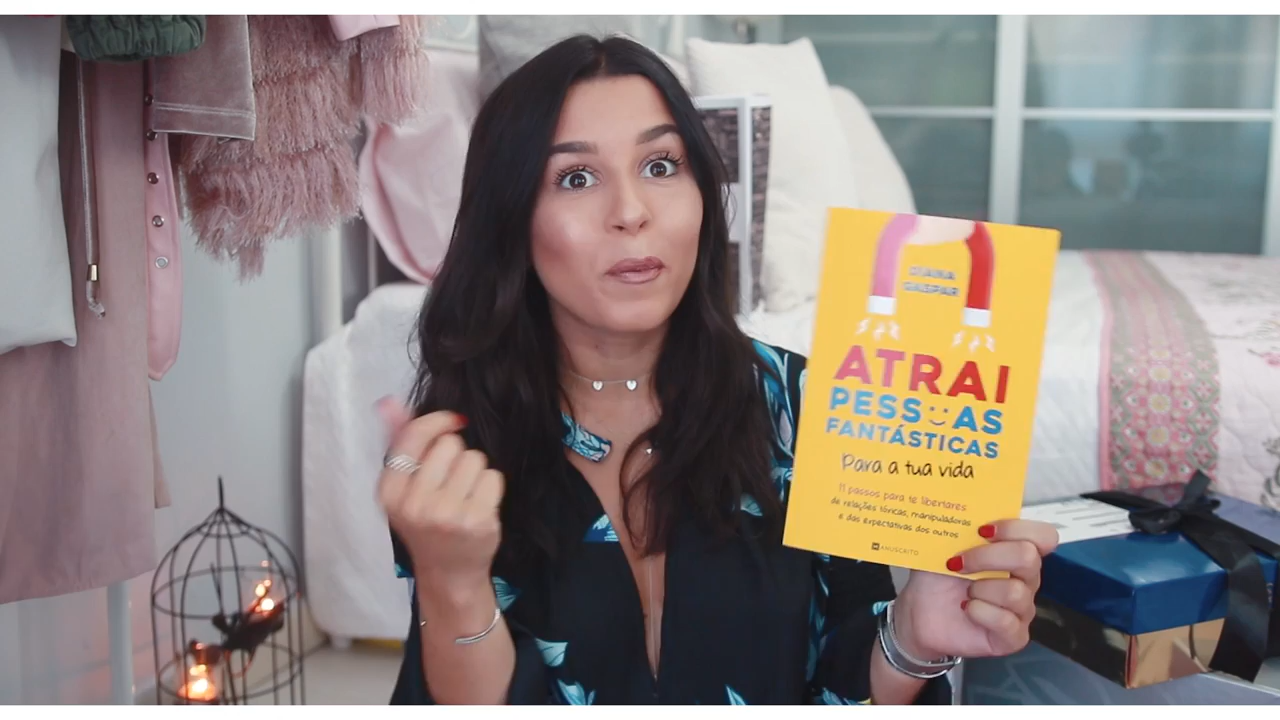 DIANA
GASPAR
ATRAI
PESSOAS
FANTÁSTICAS
Para a tua vida
11 passos para te libertares
de relações tóxicas, manipuladoras
e das expectativas dos outros
MANUSCRITO